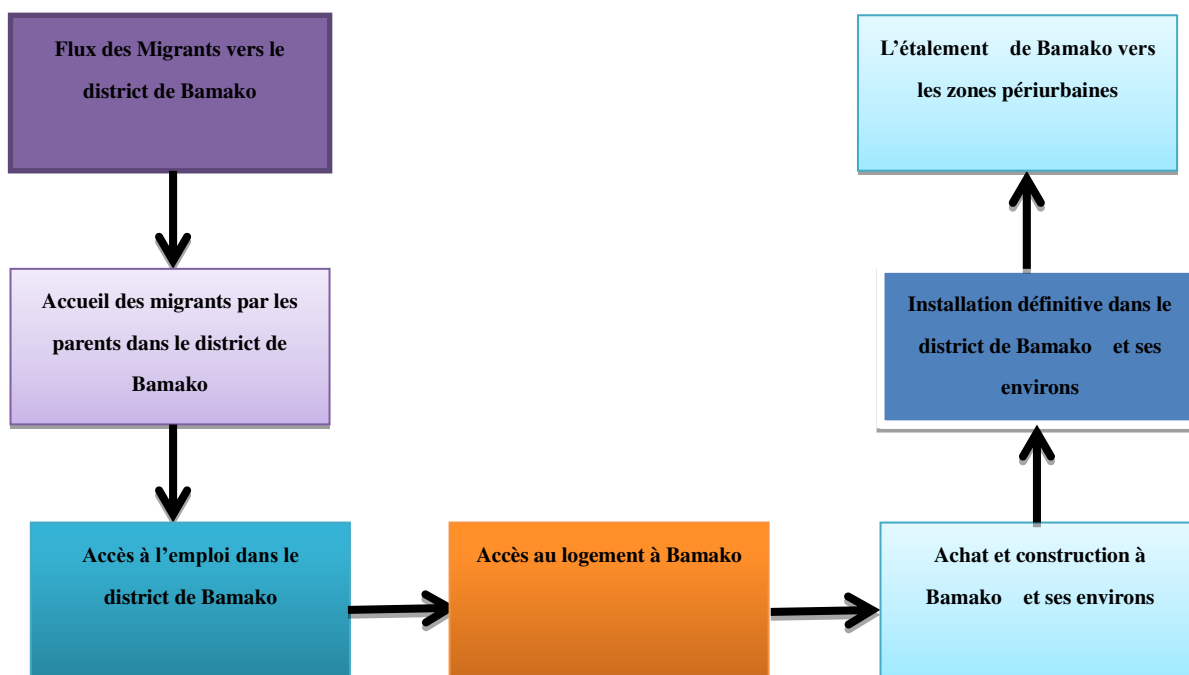 Flux des Migrants vers le
district de Bamako
Accueil des migrants par les
parents dans le district de
Bamako
Accès à l’emploi dans le
district de Bamako
Accès au logement à Bamako
Achat et construction à
Bamako et ses environs
Installation définitive dans le
district de Bamako et ses
environs
L’étalement de Bamako vers
les zones périurbaines